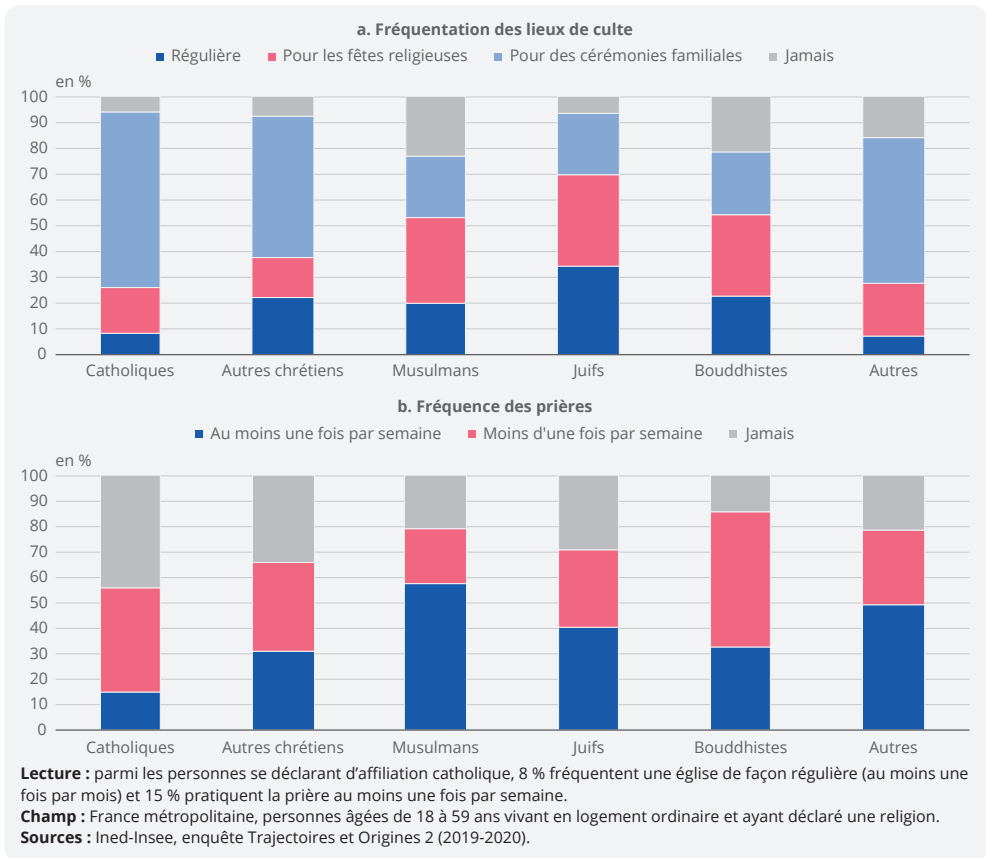 a. Fréquentation des lieux de culte
Régulière Pour les fêtes religieuses Pour des cérémonies familiales Jamais
en %
100
90
80
70
60
50
40
30
20
10
0
Catholiques Autres chrétiens Musulmans Juifs Bouddhistes Autres
b. Fréquence des prières
Au moins une fois par semaine Moins d'une fois par semaine Jamais
en %
100
90
80
70
60
50
40
30
20
10
0
Catholiques Autres chrétiens Musulmans Juifs Bouddhistes Autres
Lecture : parmi les personnes se déclarant d’affiliation catholique, 8 % fréquentent une église de façon régulière (au moins une
fois par mois) et 15 % pratiquent la prière au moins une fois par semaine.
Champ : France métropolitaine, personnes âgées de 18 à 59 ans vivant en logement ordinaire et ayant déclaré une religion.
Sources : Ined-Insee, enquête Trajectoires et Origines 2 (2019-2020).